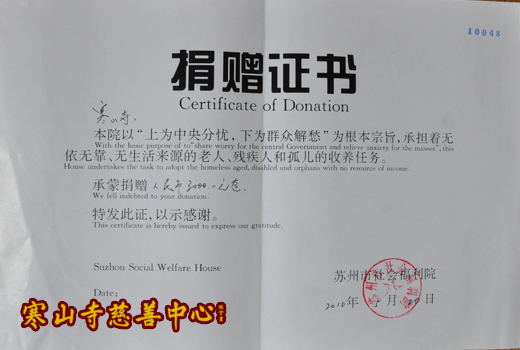 10048
捐赠证书
Certificate of Donation
寒山寺
本院以“上为中央分忧,下为群众解愁”为根本宗旨,承担着无
With the basic purpose of to"share worry for the central Government and relieve anxiety for the masses", this
依无靠、无生活来源的老人、残疾人和孤儿的收养任务。
House undertakes the task to adopt the homeless aged, disabled and orphans with no resource of income.
承蒙捐赠 人民币
We fell indebted to your donation.
特发此证,以示感谢。
This certificate is hereby issued to express our gratitude.
Suzhou Social Welfare House
苏州市社会福利院
Date:
2010年 月 日
寒山寺慈善中心